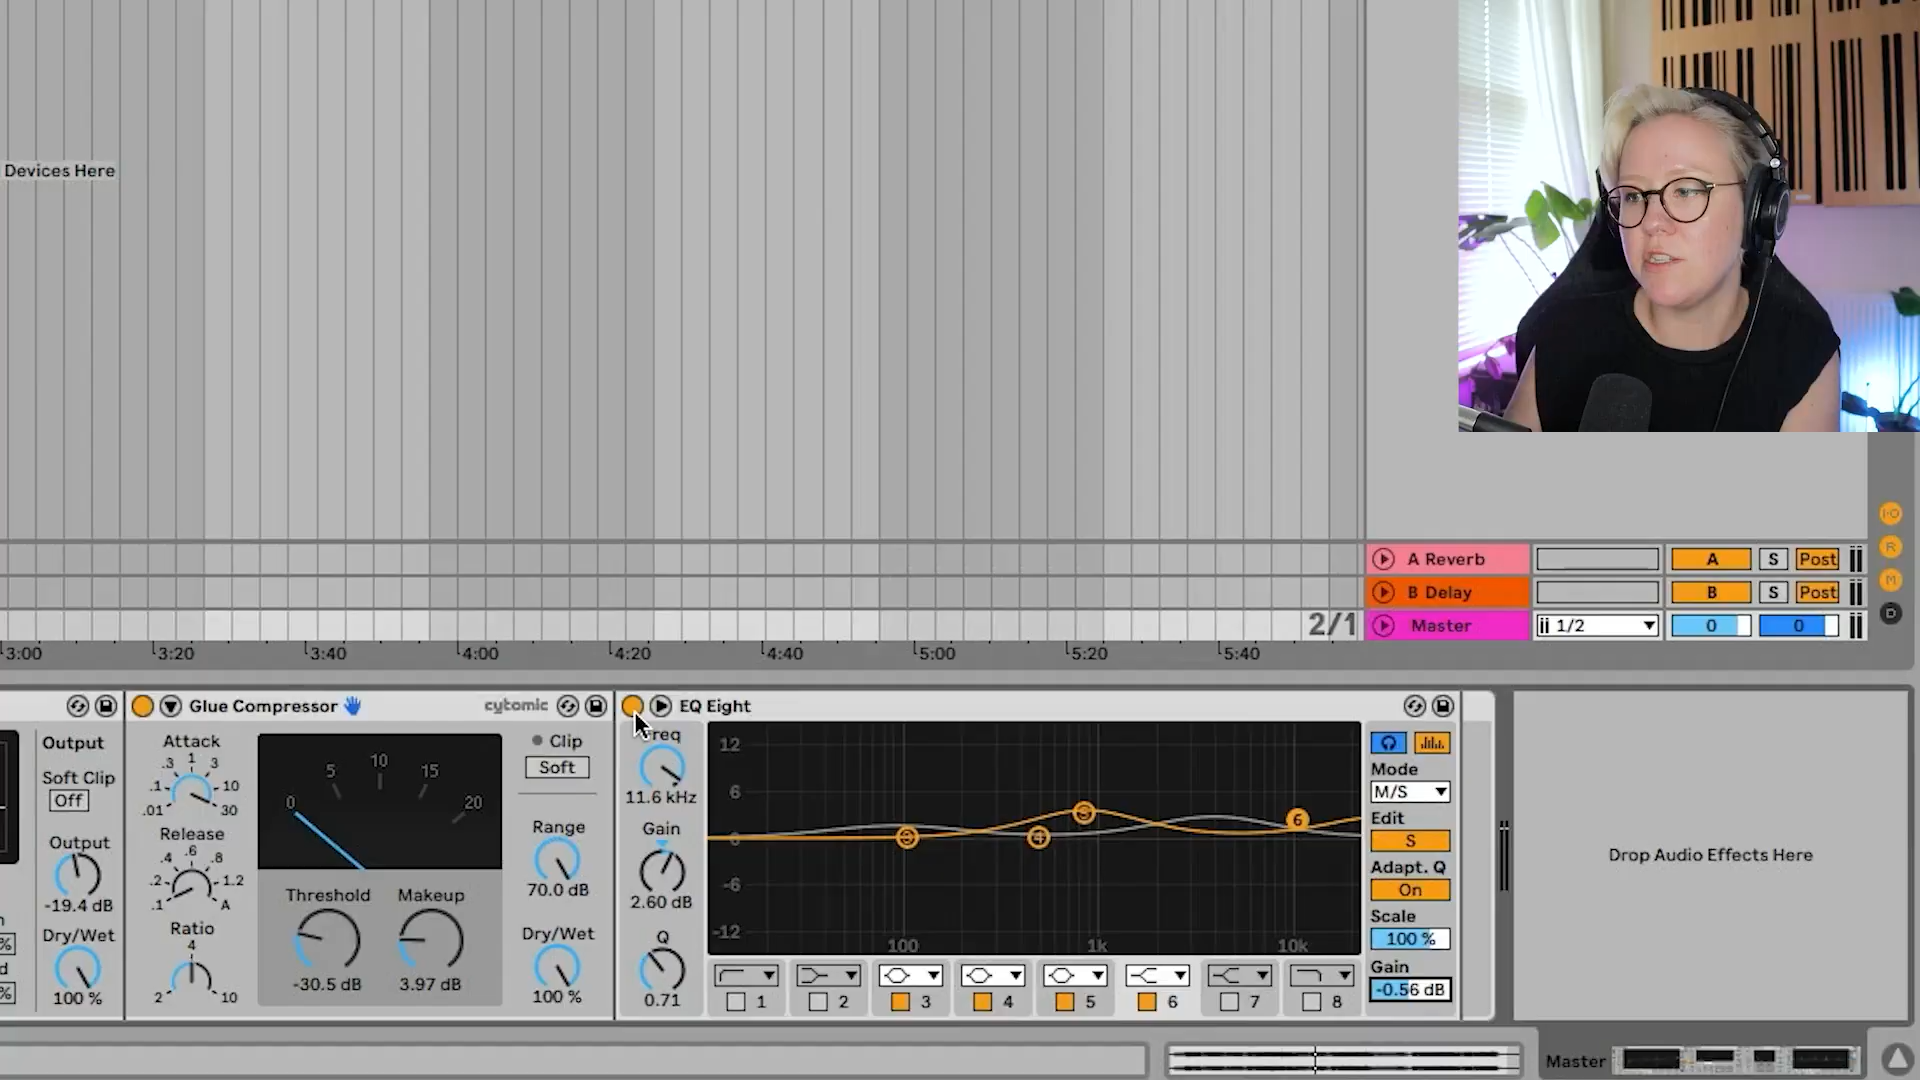 Devices Here
I·O
A Reverb
A
S
Post
R
B Delay
B
S
Post
M
2/1
Master
1/2
0
0
D
3:00
3:20
3:40
4:00
4:20
4:40
5:00
5:20
5:40
Output
Soft Clip
Off
Output
-19.4 dB
Dry/Wet
100 %
Glue Compressor
cytomic
Attack
.01
.1
.3
1
3
10
30
Release
.1
.2
.4
.6
.8
1.2
A
Ratio
2
4
10
0
5
10
15
20
Threshold
-30.5 dB
Makeup
3.97 dB
Clip
Soft
Range
70.0 dB
Dry/Wet
100 %
EQ Eight
Freq
11.6 kHz
Gain
2.60 dB
Q
0.71
12
6
0
-6
-12
100
1k
10k
4
6
1
2
3
4
5
6
7
8
Mode
M/S
Edit
S
Adapt. Q
On
Scale
100 %
Gain
-0.56 dB
Drop Audio Effects Here
Master